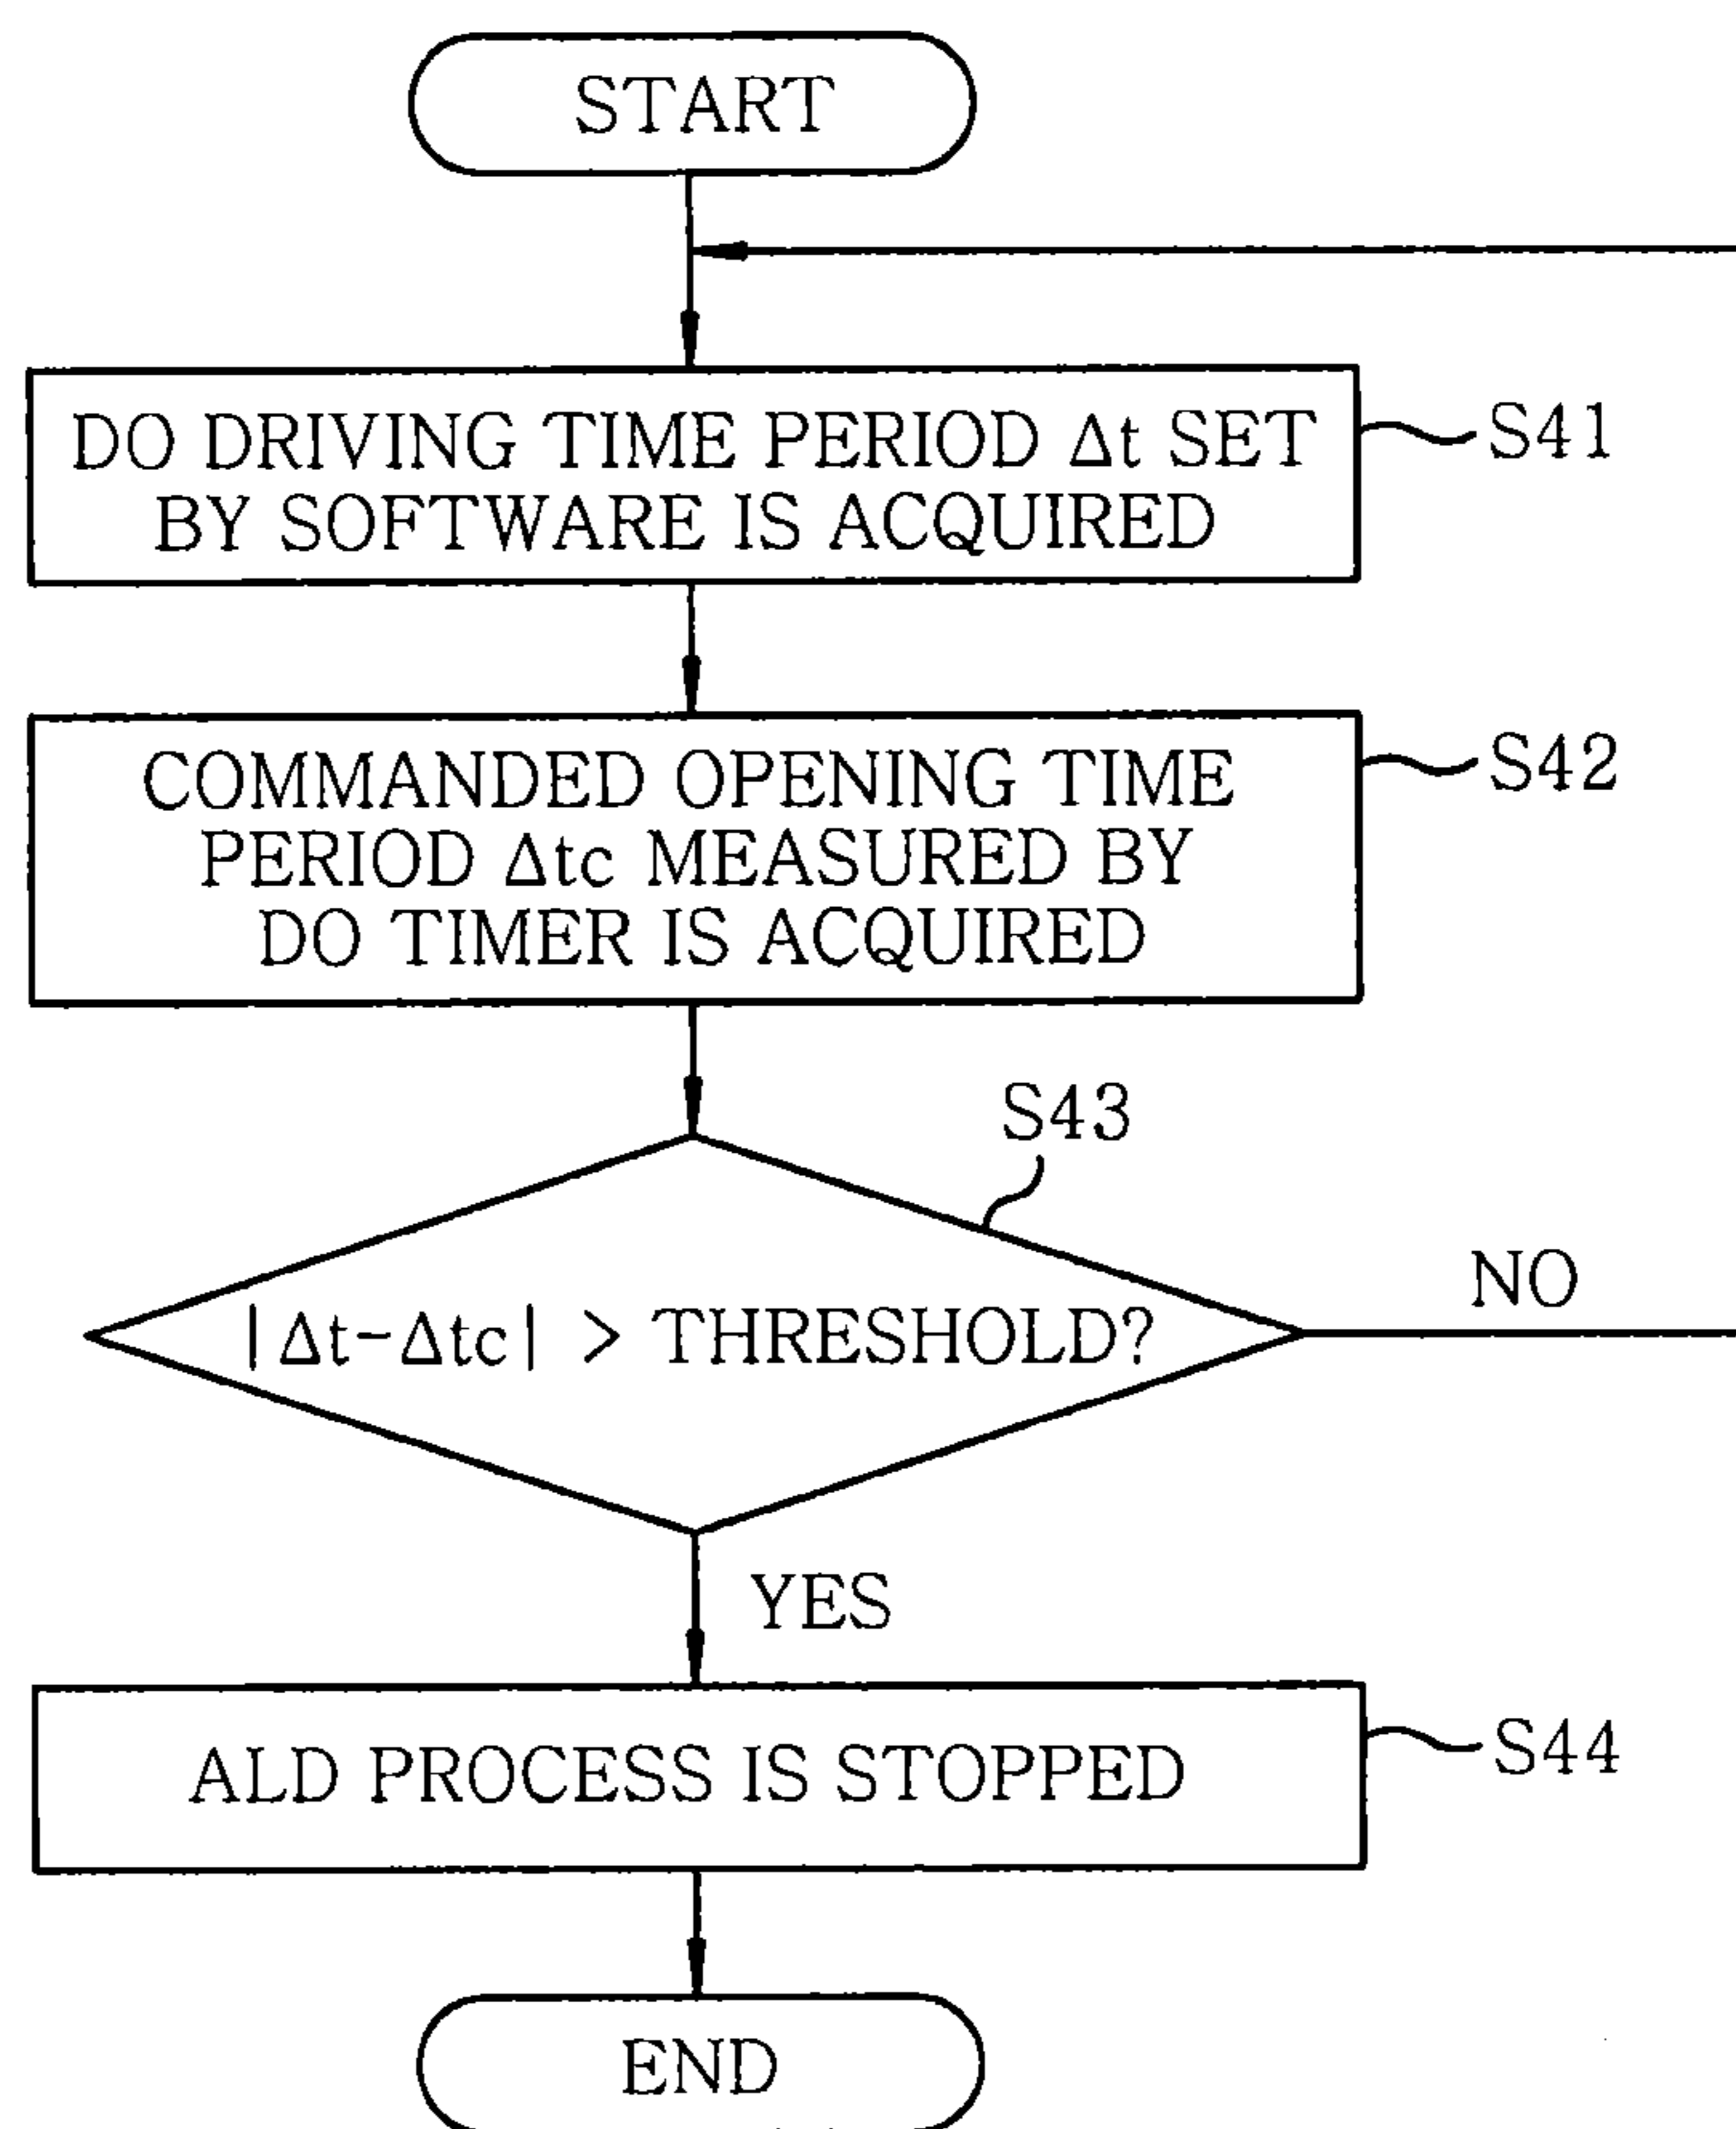 START
DO DRIVING TIME PERIOD Δt SET
BY SOFTWARE IS ACQUIRED
S41
COMMANDED OPENING TIME
PERIOD Δtc MEASURED BY
DO TIMER IS ACQUIRED
S42
S43
|Δt-Δtc| > THRESHOLD?
NO
YES
ALD PROCESS IS STOPPED
S44
END